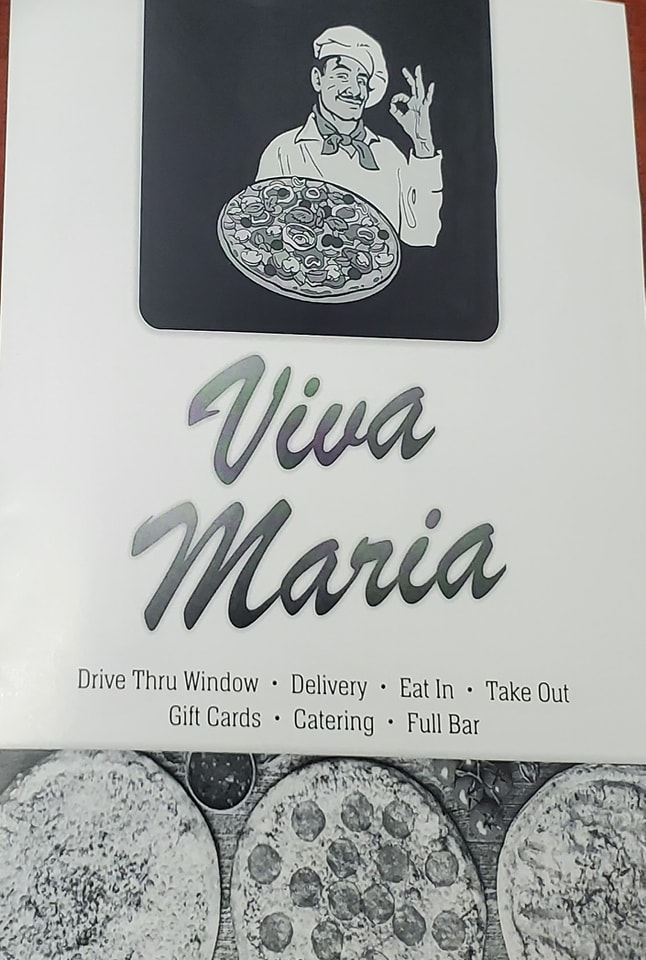 Viva
Maria
Drive Thru Window • Delivery • Eat In • Take Out
Gift Cards • Catering • Full Bar